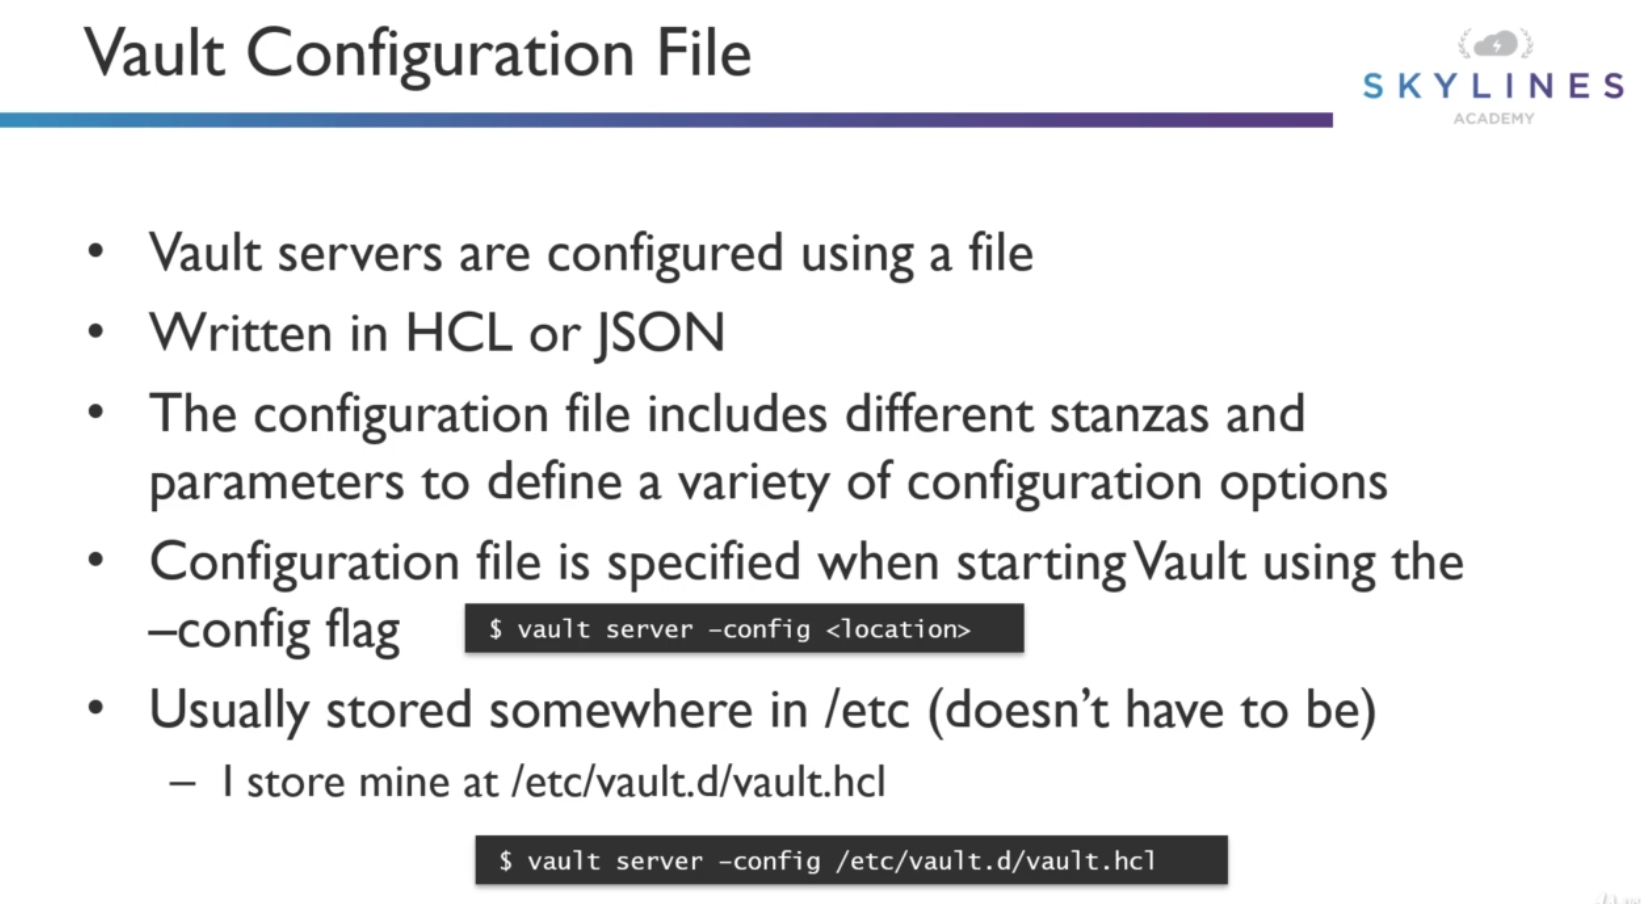 Vault Configuration File
SKYLINES
ACADEMY
• Vault servers are configured using a file
• Written in HCL or JSON
• The configuration file includes different stanzas and
parameters to define a variety of configuration options
• Configuration file is specified when starting Vault using the
–config flag
$ vault server –config <location>
• Usually stored somewhere in /etc (doesn’t have to be)
– I store mine at /etc/vault.d/vault.hcl
$ vault server –config /etc/vault.d/vault.hcl